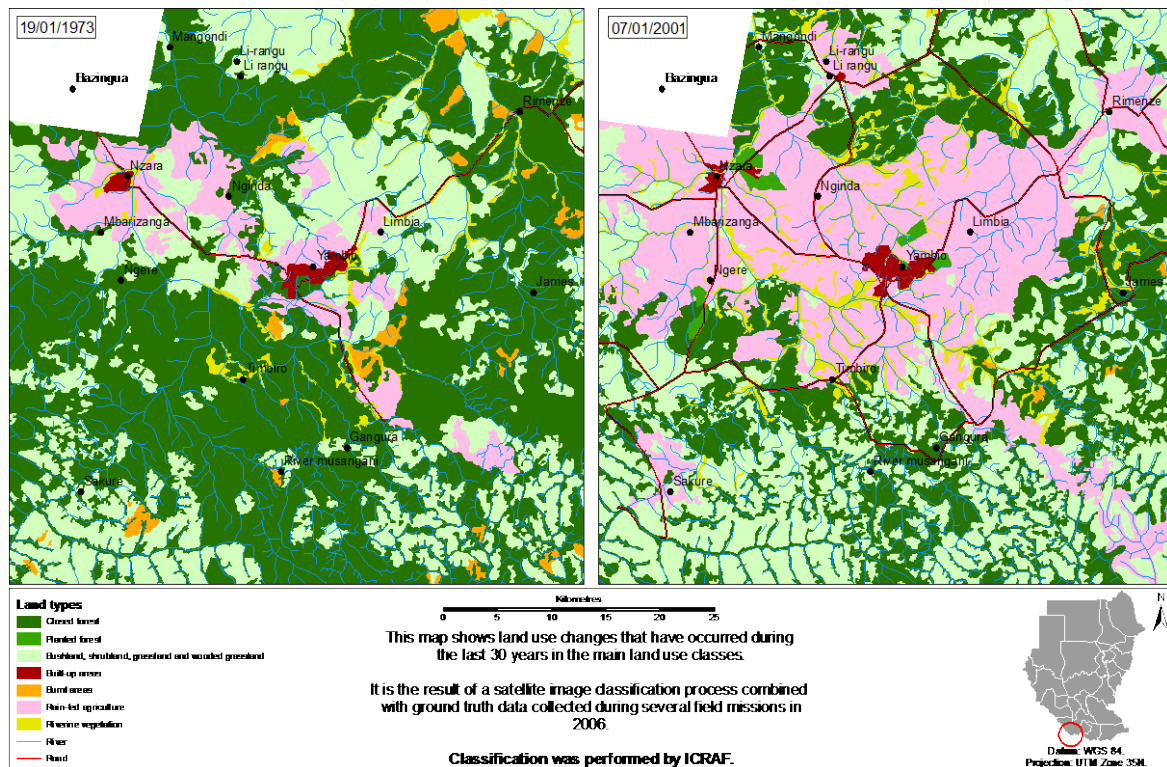 19/01/1973
Mangondi
Li-rangu
Li rangu
Bazingua
Rimenze
Nzara
Nginda
Mbarizanga
Limbia
Yambio
Ngere
James
Timbiro
Gangura
River musangani
Sakure
07/01/2001
Mangondi
Li-rangu
Li rangu
Bazingua
Rimenze
Nzara
Nginda
Mbarizanga
Limbia
Yambio
Ngere
James
Timbiro
Gangura
River musangani
Sakure
Land types
Closed forest
Planted forest
Bushland, shrubland, grassland and wooded grassland
Built-up areas
Burnt areas
Rain-fed agriculture
Riverine vegetation
River
Road
Kilometres
0 5 10 15 20 25
This map shows land use changes that have occurred during
the last 30 years in the main land use classes.
It is the result of a satellite image classification process combined
with ground truth data collected during several field missions in
2006.
Classification was performed by ICRAF.
N
Datum: WGS 84.
Projection: UTM Zone 35N.